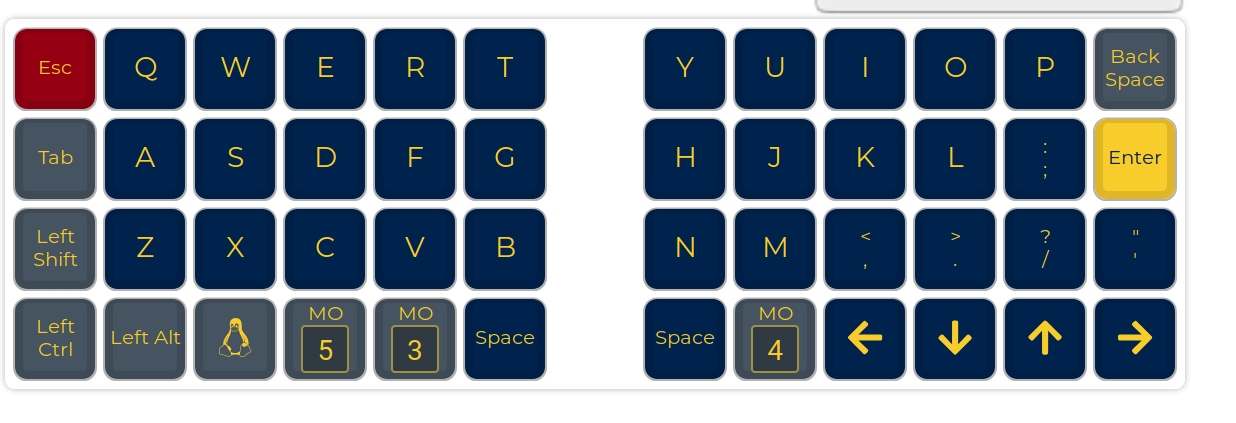 Esc Q W E R T Y U I O P Back Space
Tab A S D F G H J K L : ; Enter
Left Shift Z X C V B N M < , > . ? / " '
Left Ctrl Left Alt MO 5 MO 3 Space Space MO 4 ← ↓ ↑ →